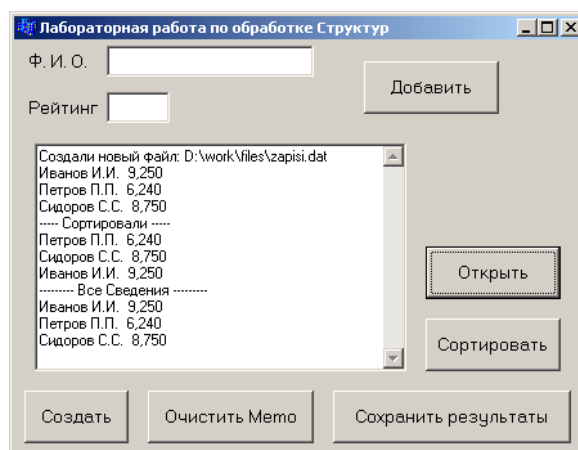 Лабораторная работа по обработке Структур
Ф. И. О.
Добавить
Рейтинг
Создали новый файл: D:\work\files\zapisi.dat
Иванов И.И. 9,250
Петров П.П. 6,240
Сидоров С.С. 8,750
----- Сортировали -----
Петров П.П. 6,240
Сидоров С.С. 8,750
Иванов И.И. 9,250
--------- Все Сведения ---------
Иванов И.И. 9,250
Петров П.П. 6,240
Сидоров С.С. 8,750
Открыть
Сортировать
Создать
Очистить Memo
Сохранить результаты